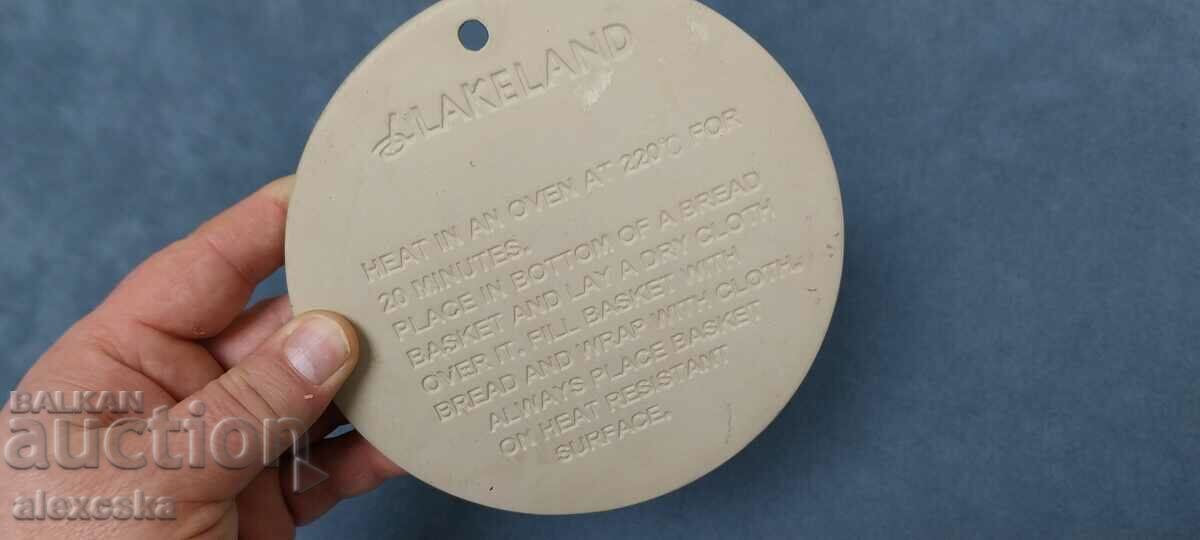 LAKELAND
HEAT IN AN OVEN AT 220°C FOR
20 MINUTES.
PLACE IN BOTTOM OF A BREAD
BASKET AND LAY A DRY CLOTH
OVER IT. FILL BASKET WITH
BREAD AND WRAP WITH CLOTH.
ALWAYS PLACE BASKET
ON HEAT RESISTANT
SURFACE.
BALKAN
auction
alexcska